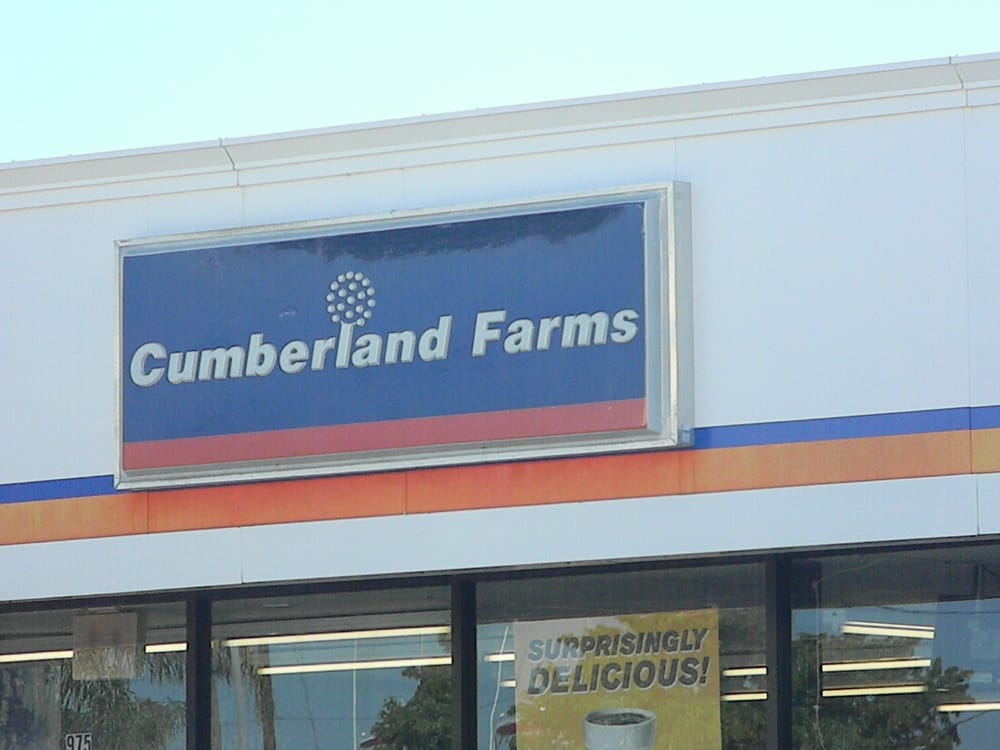 Cumberland Farms
SURPRISINGLY
DELICIOUS!
975